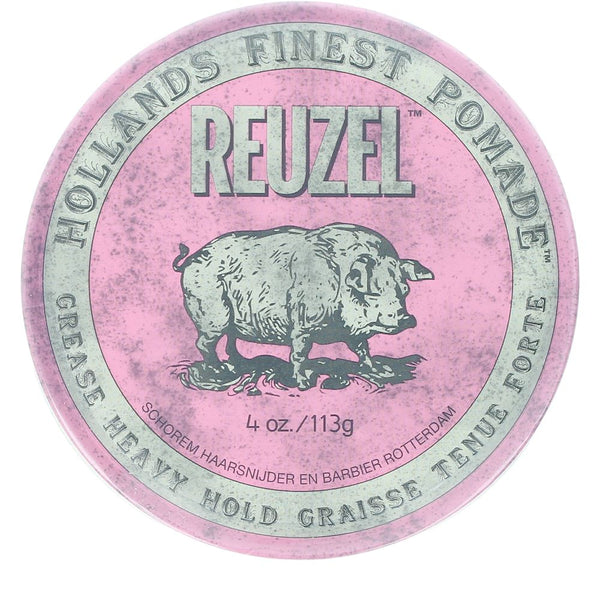 HOLLANDS FINEST POMADE™
REUZEL™
4 oz./113g
SCHOREM HAARSNIJDER EN BARBIER ROTTERDAM
GREASE HEAVY HOLD GRAISSE TENUE FORTE